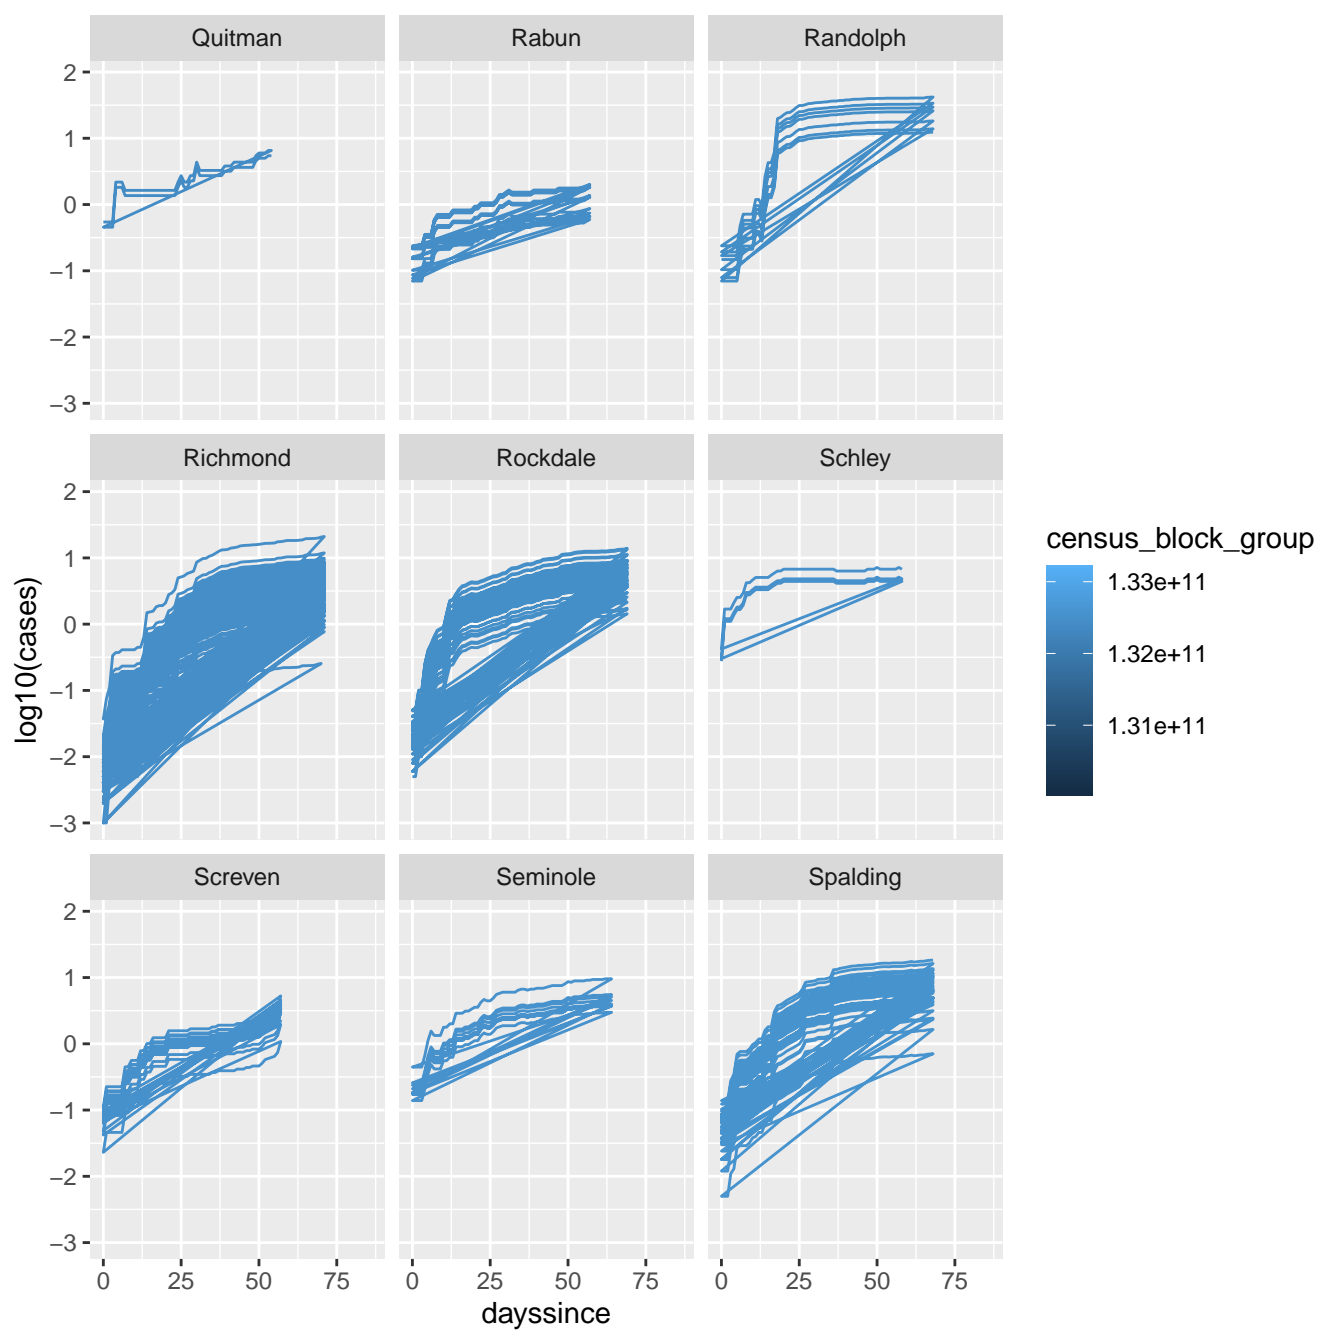 Quitman Rabun Randolph
2
1
0
−1
−2
−3
Richmond Rockdale Schley
2
1
0
−1
−2
−3
Screven Seminole Spalding
2
1
0
−1
−2
−3
0 25 50 75 0 25 50 75 0 25 50 75
dayssince
log10(cases)
census_block_group
1.33e+11
1.32e+11
1.31e+11